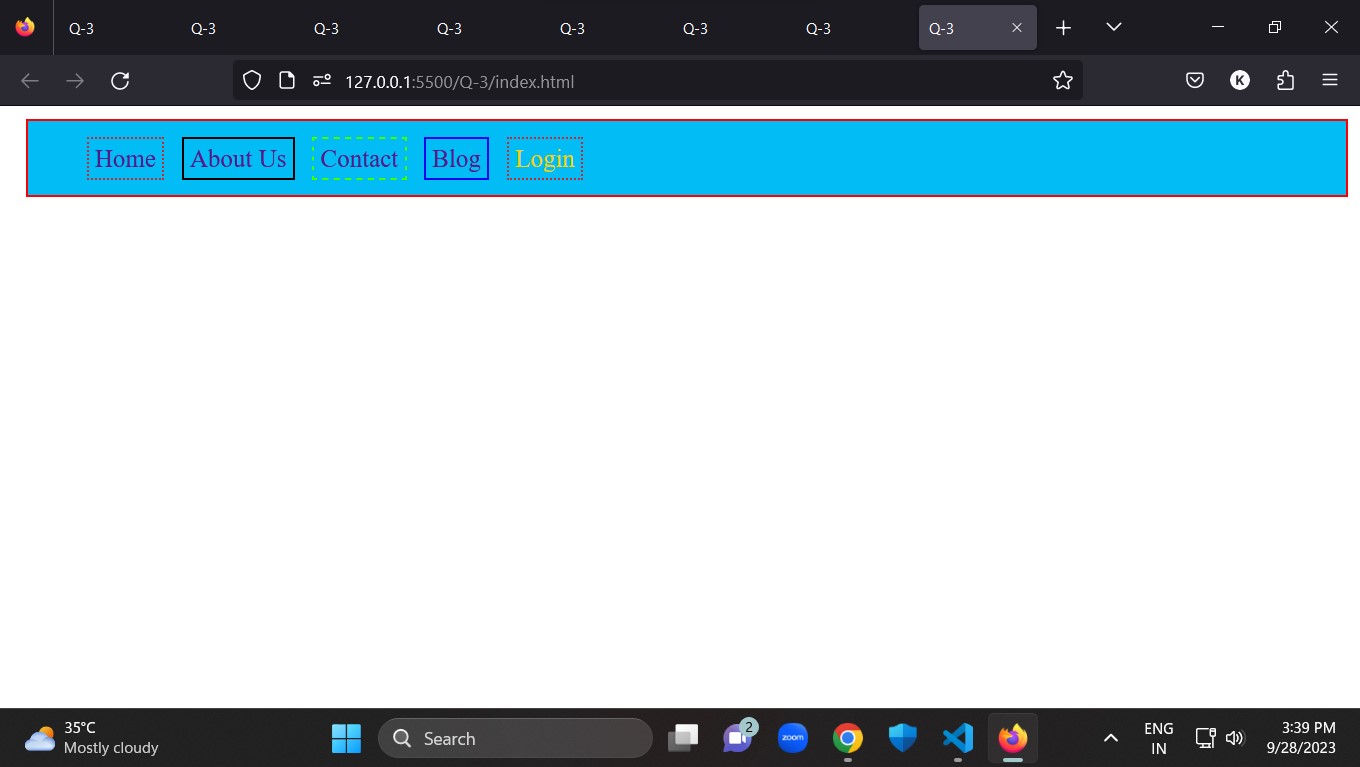 Q-3 Q-3 Q-3 Q-3 Q-3 Q-3 Q-3 Q-3
127.0.0.1:5500/Q-3/index.html K
Home About Us Contact Blog Login
35°C
Mostly cloudy
Search
2
zoom
ENG
IN
3:39 PM
9/28/2023